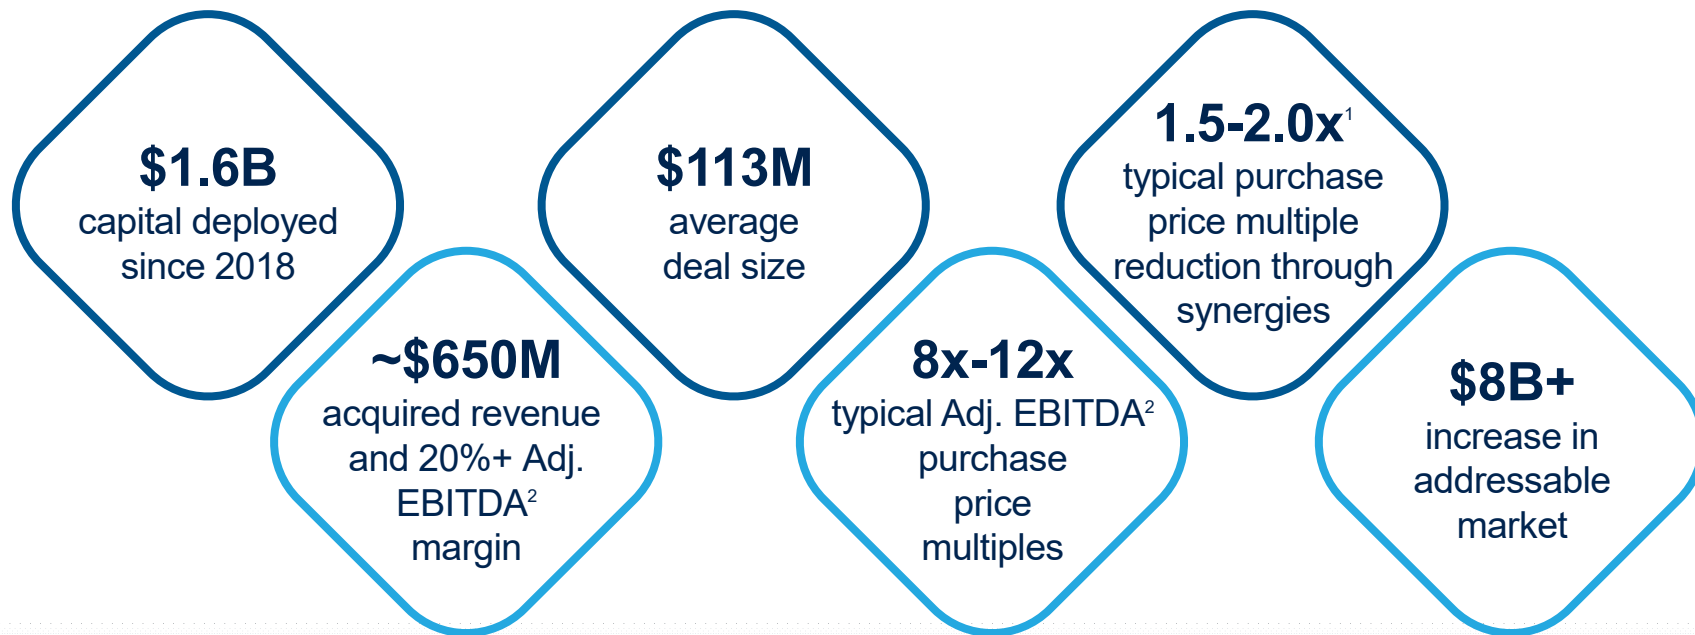 $1.6B
capital deployed
since 2018
~$650M
acquired revenue
and 20%+ Adj.
EBITDA²
margin
$113M
average
deal size
8x-12x
typical Adj. EBITDA²
purchase
price
multiples
1.5-2.0x¹
typical purchase
price multiple
reduction through
synergies
$8B+
increase in
addressable
market